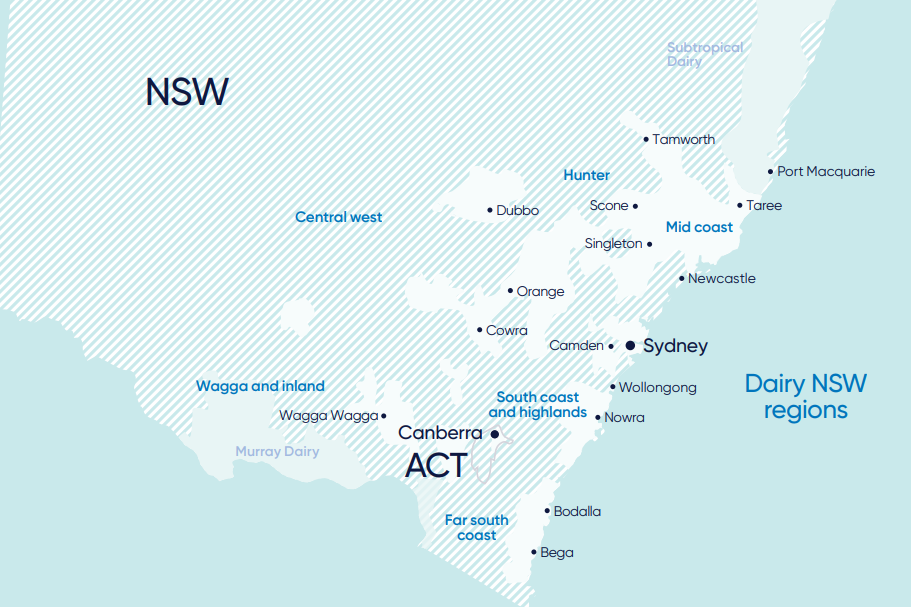 Subtropical
Dairy
NSW
Tamworth
Port Macquarie
Hunter
Scone
Taree
Dubbo
Central west
Mid coast
Singleton
Newcastle
Orange
Cowra
Camden
Sydney
Wagga and inland
Wollongong
Dairy NSW
regions
South coast
and highlands
Wagga Wagga
Nowra
Canberra
Murray Dairy
ACT
Bodalla
Far south
coast
Bega